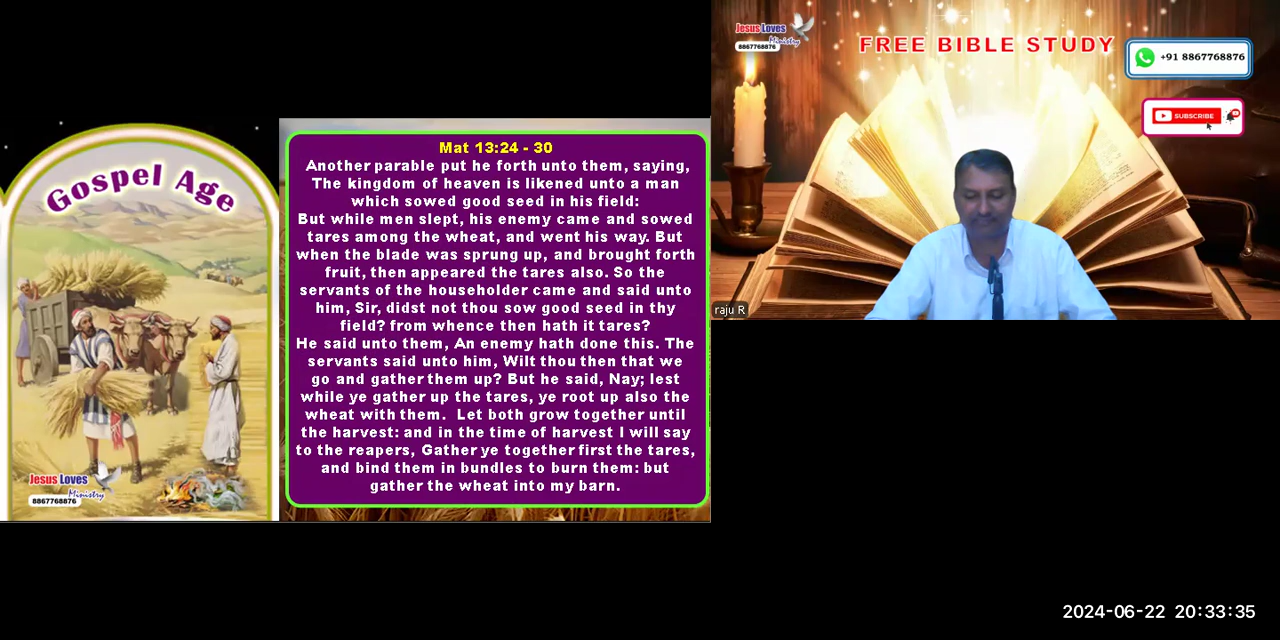 Gospel Age
Jesus Loves
Ministry
8867768876
Mat 13:24 - 30
Another parable put he forth unto them, saying,
The kingdom of heaven is likened unto a man
which sowed good seed in his field:
But while men slept, his enemy came and sowed
tares among the wheat, and went his way. But
when the blade was sprung up, and brought forth
fruit, then appeared the tares also. So the
servants of the householder came and said unto
him, Sir, didst not thou sow good seed in thy
field? from whence then hath it tares?
He said unto them, An enemy hath done this. The
servants said unto him, Wilt thou then that we
go and gather them up? But he said, Nay; lest
while ye gather up the tares, ye root up also the
wheat with them. Let both grow together until
the harvest: and in the time of harvest I will say
to the reapers, Gather ye together first the tares,
and bind them in bundles to burn them: but
gather the wheat into my barn.
Jesus Loves
Ministry
8867768876
FREE BIBLE STUDY
+91 8867768876
SUBSCRIBE
raju R
2024-06-22 20:33:35